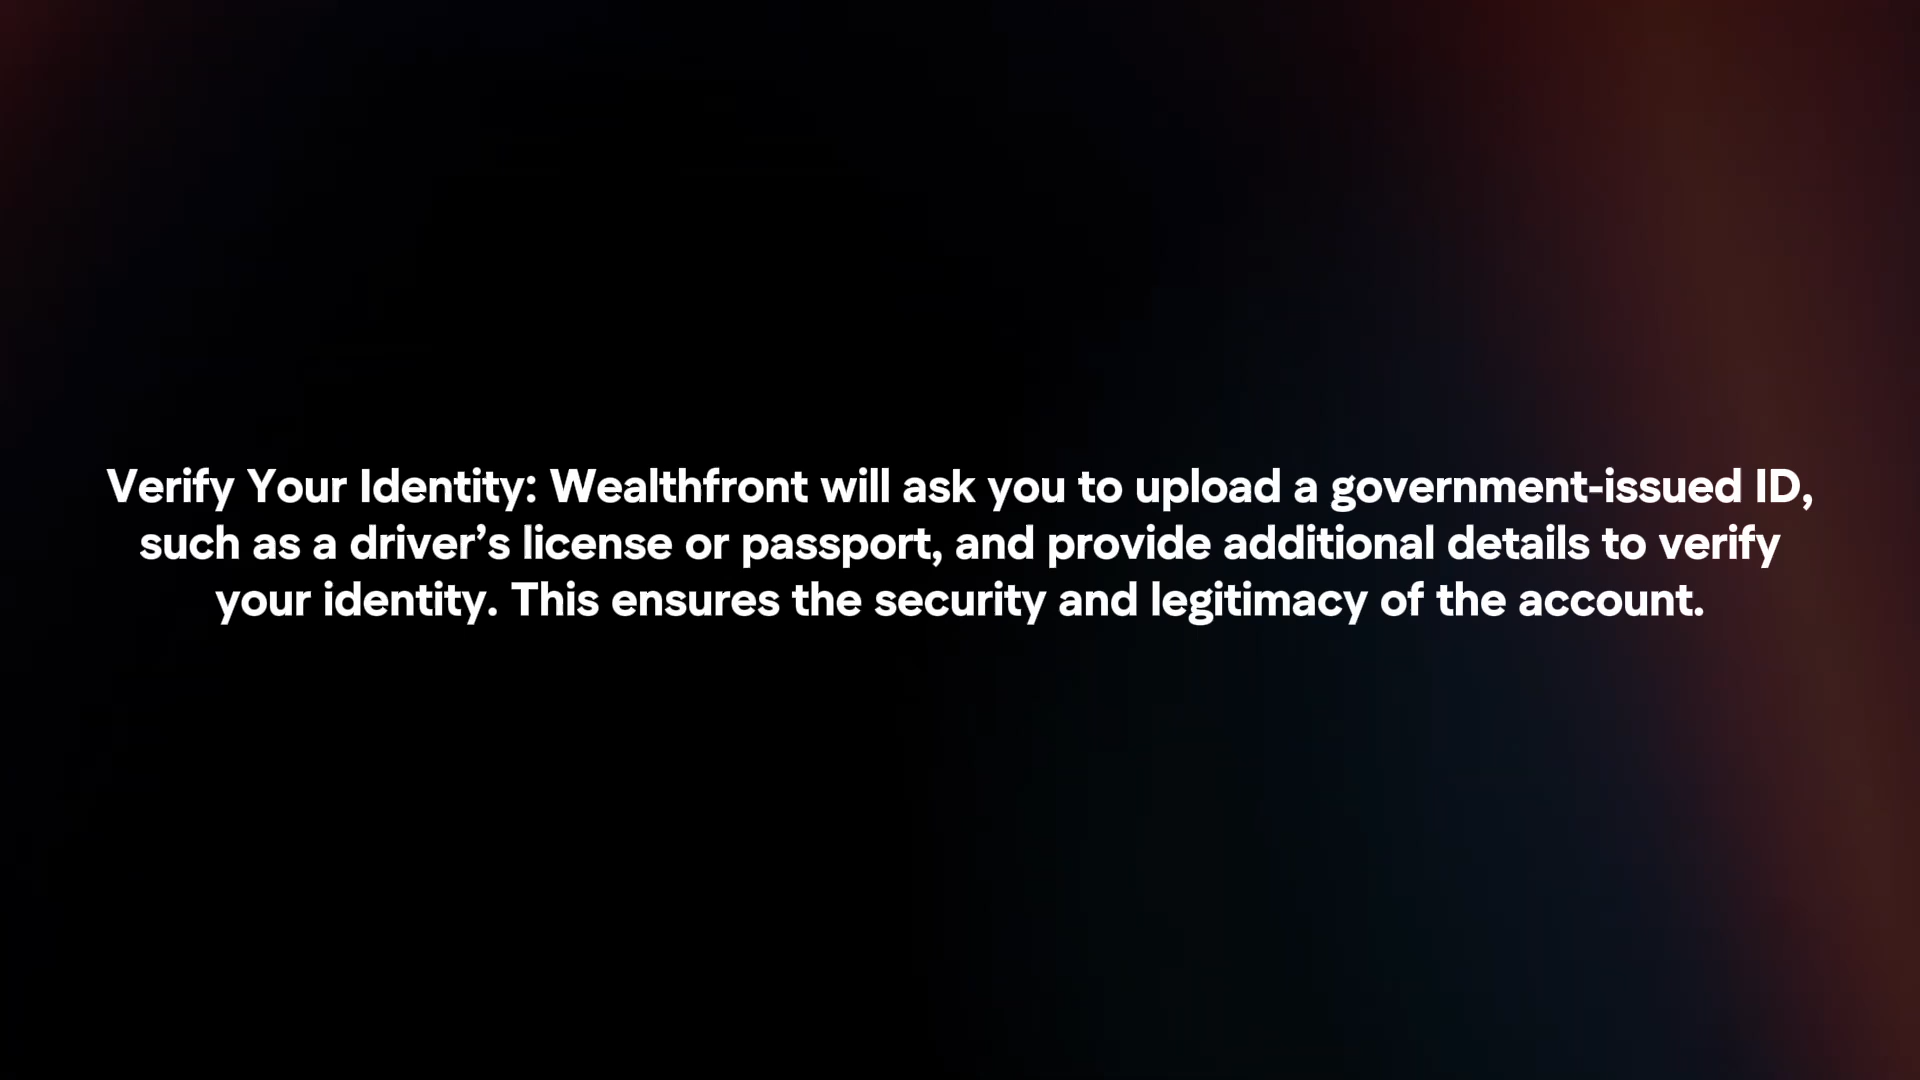 Verify Your Identity: Wealthfront will ask you to upload a government-issued ID,
such as a driver’s license or passport, and provide additional details to verify
your identity. This ensures the security and legitimacy of the account.